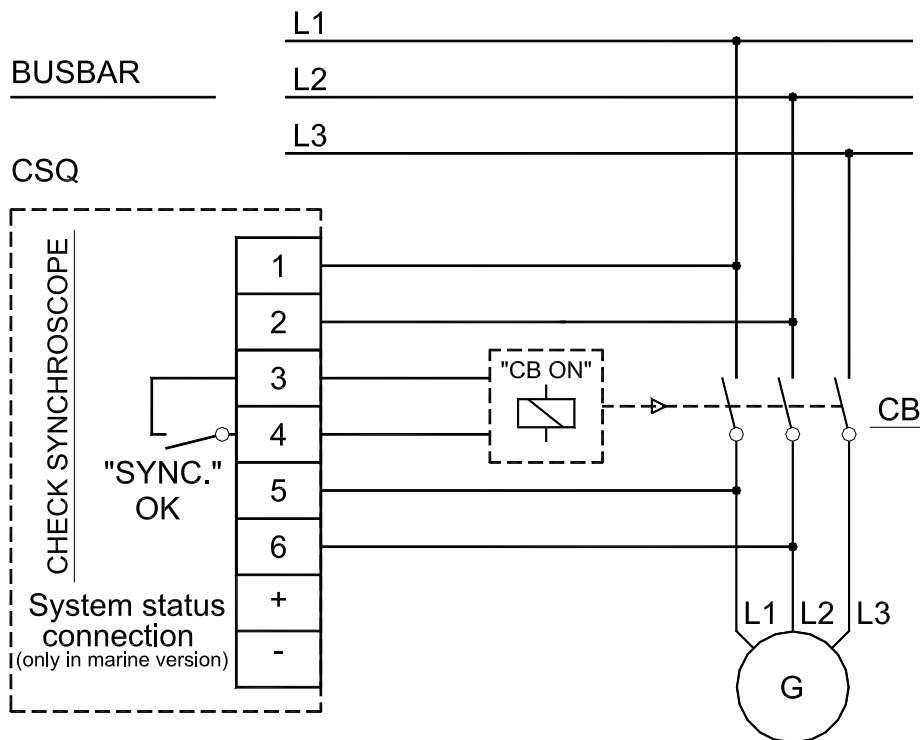 L1
BUSBAR
L2
L3
CSQ
CHECK SYNCHROSCOPE
1
2
3
"CB ON"
4
CB
"SYNC."
OK
5
6
System status
connection
(only in marine version)
+
-
L1 L2 L3
G